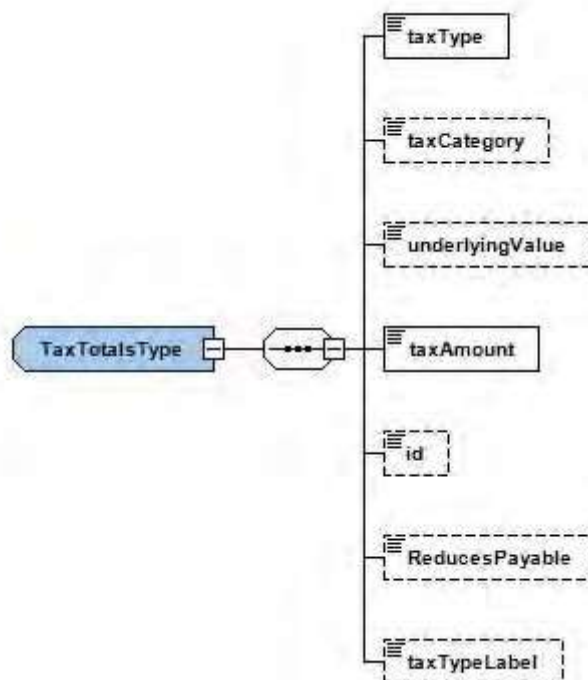 taxType
taxCategory
underlyingValue
TaxTotalsType
taxAmount
id
ReducesPayable
taxTypeLabel